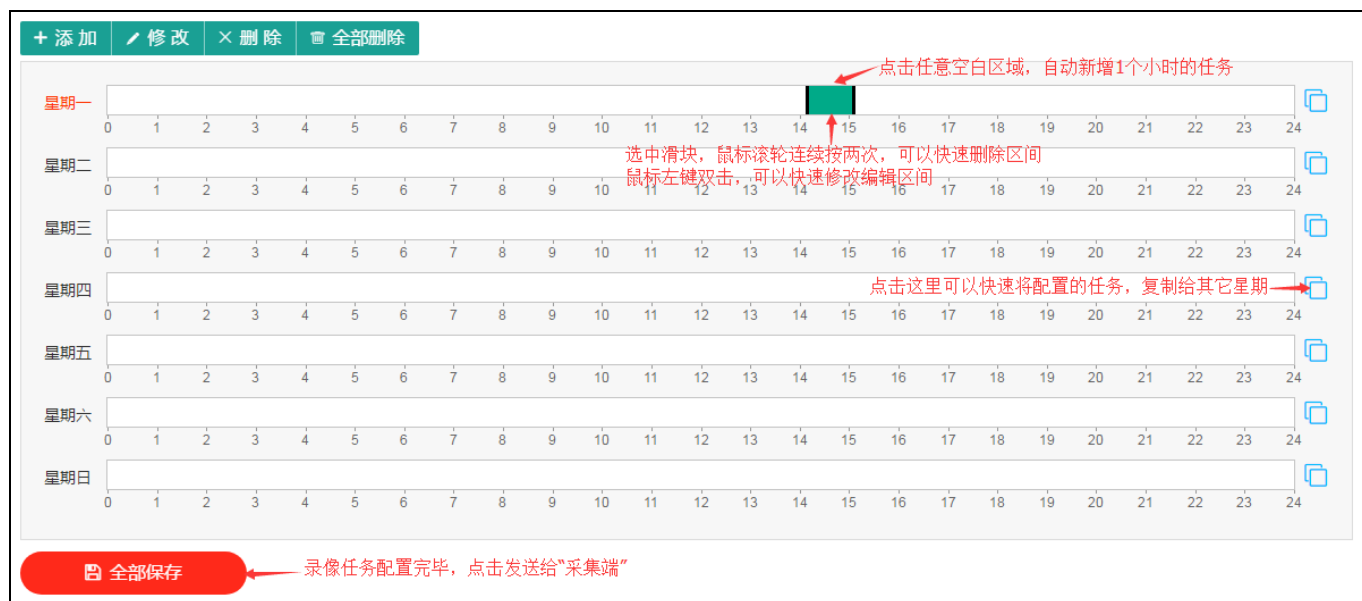 添加 修改 删除 全部删除
点击任意空白区域，自动新增1个小时的任务
星期一
0 1 2 3 4 5 6 7 8 9 10 11 12 13 14 15 16 17 18 19 20 21 22 23 24
选中滑块，鼠标滚轮连续按两次，可以快速删除区间
星期二
鼠标左键双击，可以快速修改编辑区间
0 1 2 3 4 5 6 7 8 9 10 11 12 13 14 15 16 17 18 19 20 21 22 23 24
星期三
0 1 2 3 4 5 6 7 8 9 10 11 12 13 14 15 16 17 18 19 20 21 22 23 24
点击这里可以快速将配置的任务，复制给其它星期
星期四
0 1 2 3 4 5 6 7 8 9 10 11 12 13 14 15 16 17 18 19 20 21 22 23 24
星期五
0 1 2 3 4 5 6 7 8 9 10 11 12 13 14 15 16 17 18 19 20 21 22 23 24
星期六
0 1 2 3 4 5 6 7 8 9 10 11 12 13 14 15 16 17 18 19 20 21 22 23 24
星期日
0 1 2 3 4 5 6 7 8 9 10 11 12 13 14 15 16 17 18 19 20 21 22 23 24
全部保存
录像任务配置完毕，点击发送给“采集端”